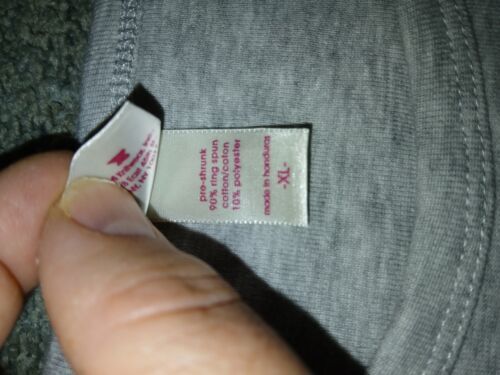 pre-shrunk
90% ring spun
cotton/coton
10% polyester
made in honduras
-XL-